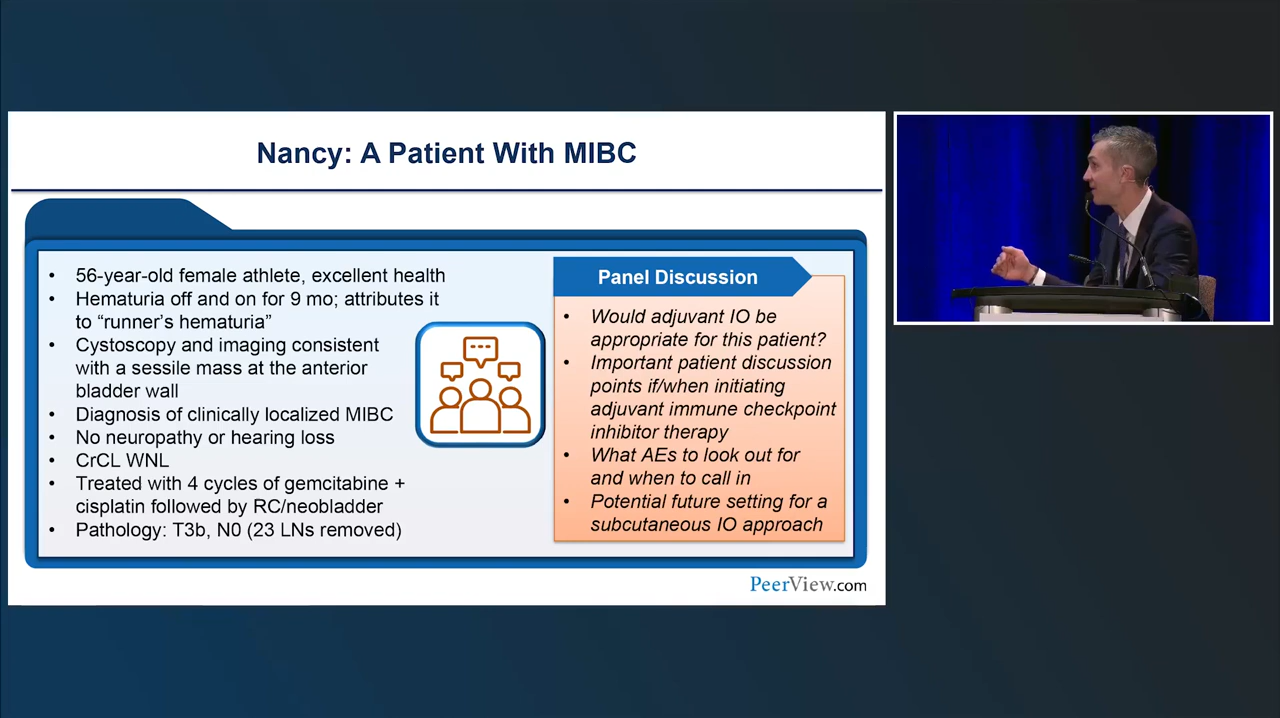 Nancy: A Patient With MIBC
• 56-year-old female athlete, excellent health
• Hematuria off and on for 9 mo; attributes it
to “runner’s hematuria”
• Cystoscopy and imaging consistent
with a sessile mass at the anterior
bladder wall
• Diagnosis of clinically localized MIBC
• No neuropathy or hearing loss
• CrCL WNL
• Treated with 4 cycles of gemcitabine +
cisplatin followed by RC/neobladder
• Pathology: T3b, N0 (23 LNs removed)
Panel Discussion
• Would adjuvant IO be
appropriate for this patient?
• Important patient discussion
points if/when initiating
adjuvant immune checkpoint
inhibitor therapy
• What AEs to look out for
and when to call in
• Potential future setting for a
subcutaneous IO approach
PeerView.com